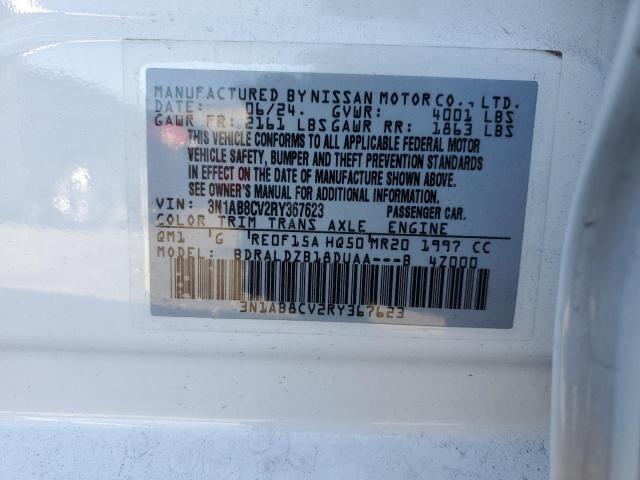 MANUFACTURED BY NISSAN MOTOR CO., LTD.
DATE: 06/24. GVWR: 4001 LBS
GAWR FR: 2161 LBS GAWR RR: 1863 LBS
THIS VEHICLE CONFORMS TO ALL APPLICABLE FEDERAL MOTOR
VEHICLE SAFETY, BUMPER AND THEFT PREVENTION STANDARDS
IN EFFECT ON THE DATE OF MANUFACTURE SHOWN ABOVE.
SEE OWNER'S MANUAL FOR ADDITIONAL INFORMATION.
VIN: 3N1AB8CV2RY367623 PASSENGER CAR.
COLOR TRIM TRANS AXLE ENGINE
QM1 G RE0F15A HQ50 MR20 1997 CC
MODEL: BDRALDZB18DUAA---B 4Z000
3N1AB8CV2RY367623